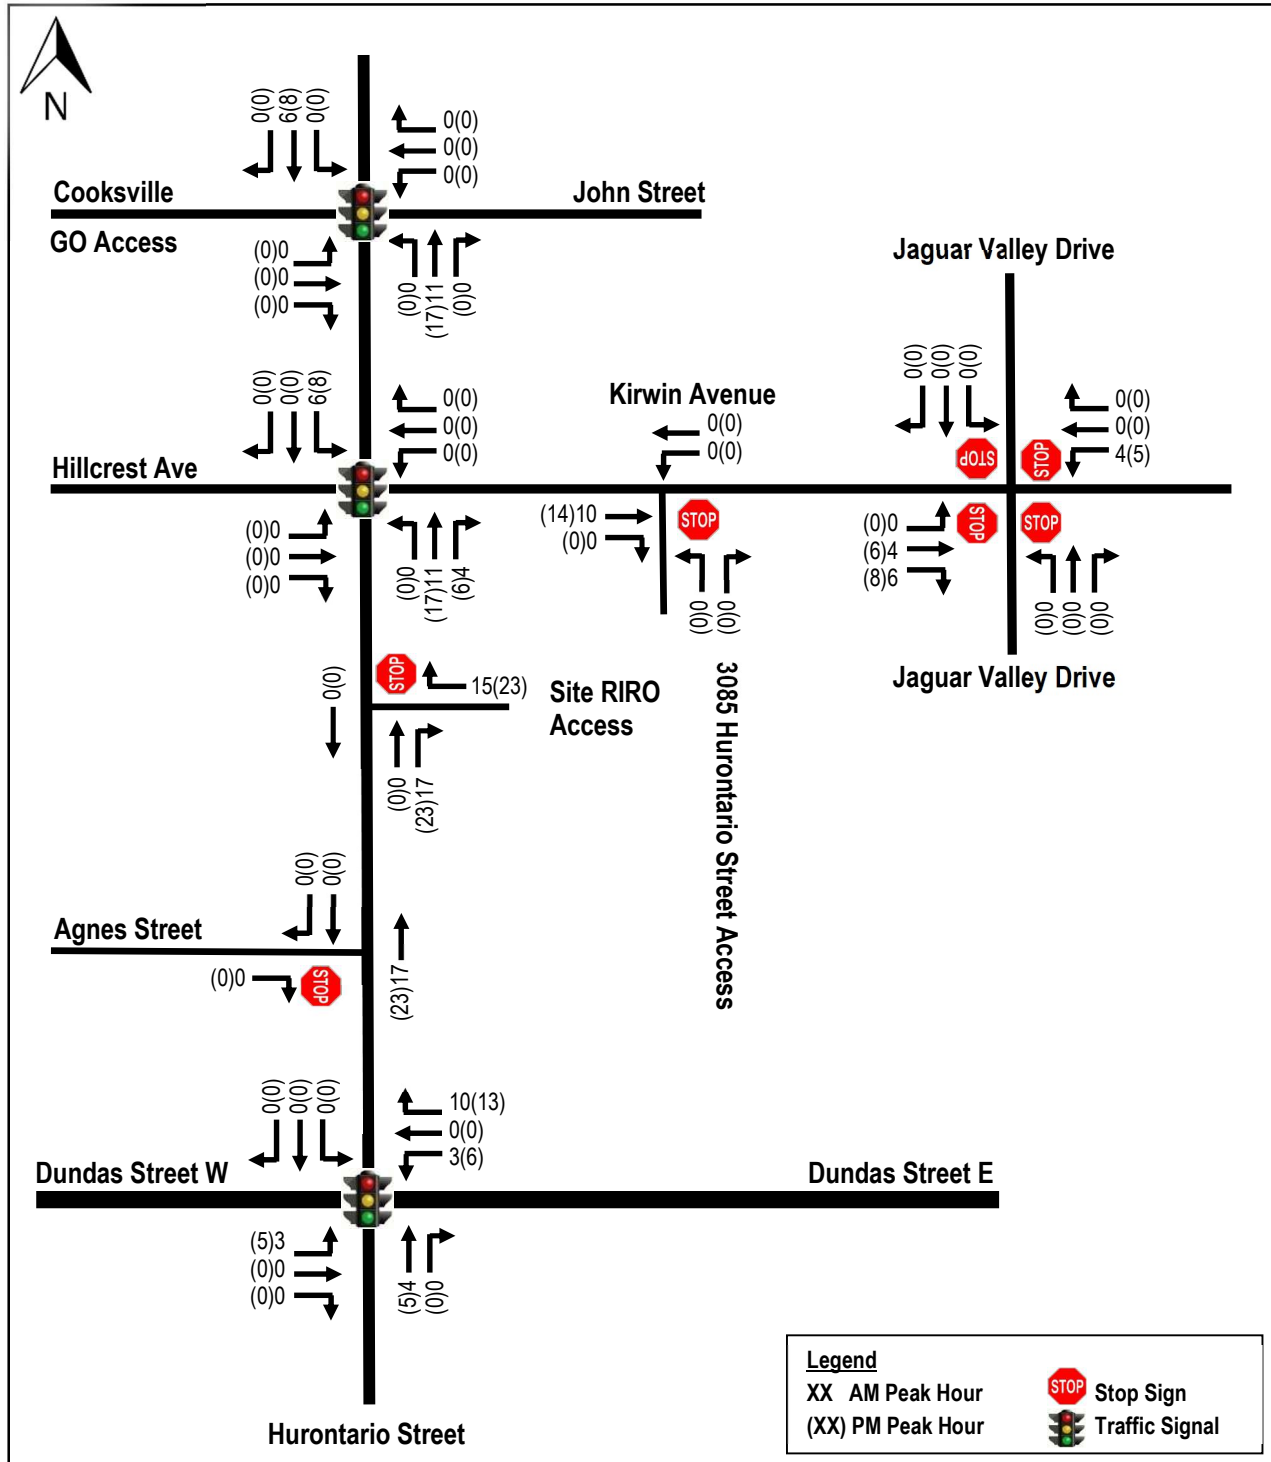 N
0(0)
6(8)
0(0)
0(0)
0(0)
0(0)
Cooksville
John Street
GO Access
(0)0
(0)0
(0)0
(0)0
(17)11
(0)0
Jaguar Valley Drive
0(0)
0(0)
6(8)
0(0)
0(0)
0(0)
Kirwin Avenue
0(0)
0(0)
0(0)
0(0)
0(0)
0(0)
0(0)
4(5)
STOP
STOP
Hillcrest Ave
(0)0
(0)0
(0)0
(0)0
(17)11
(6)4
(14)10
(0)0
STOP
(0)0
(0)0
(0)0
(6)4
(8)6
STOP
STOP
(0)0
(0)0
(0)0
Jaguar Valley Drive
0(0)
STOP
15(23)
Site RIRO
Access
(0)0
(23)17
3085 Hurontario Street Access
0(0)
0(0)
Agnes Street
(0)0
STOP
(23)17
0(0)
0(0)
0(0)
10(13)
0(0)
3(6)
Dundas Street W
Dundas Street E
(5)3
(0)0
(0)0
(5)4
(0)0
Hurontario Street
Legend
XX AM Peak Hour
STOP Stop Sign
(XX) PM Peak Hour
Traffic Signal